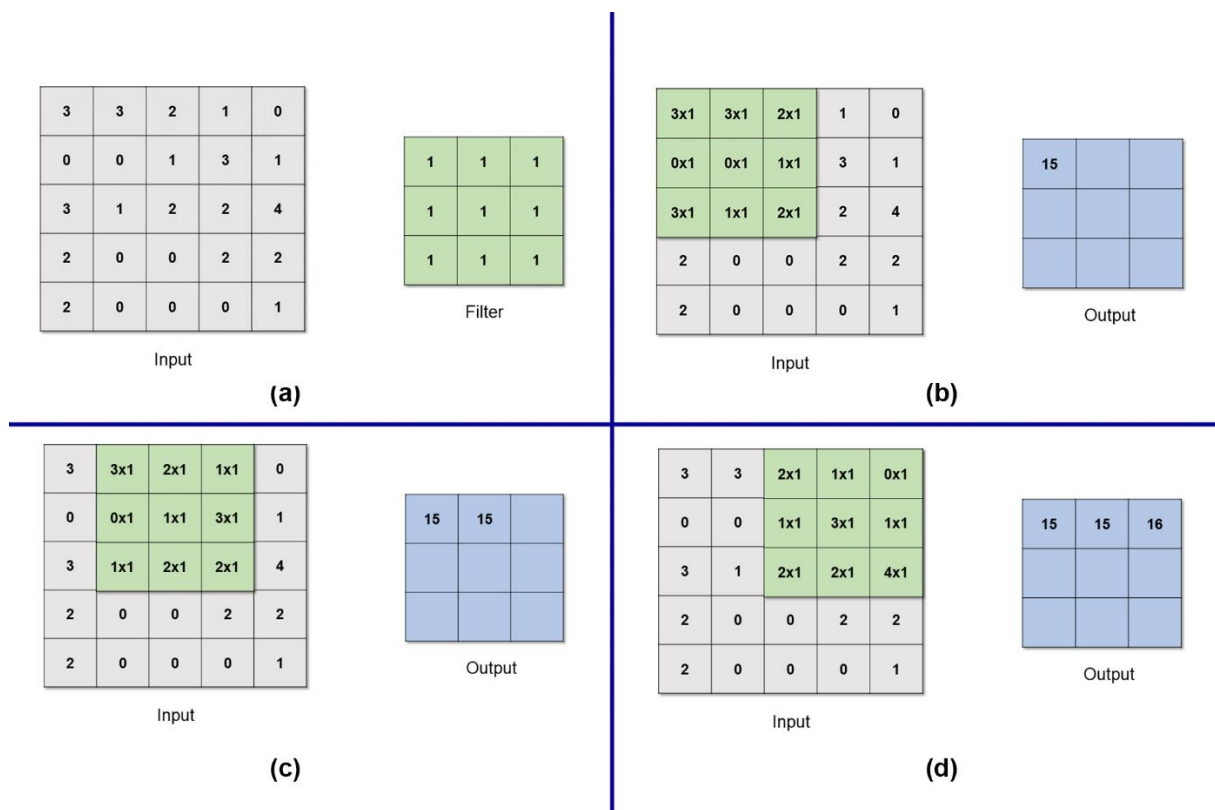 3 3 2 1 0
0 0 1 3 1
3 1 2 2 4
2 0 0 2 2
2 0 0 0 1
Input
1 1 1
1 1 1
1 1 1
Filter
(a)
3x1 3x1 2x1 1 0
0x1 0x1 1x1 3 1
3x1 1x1 2x1 2 4
2 0 0 2 2
2 0 0 0 1
Input
15
Output
(b)
3 3x1 2x1 1x1 0
0 0x1 1x1 3x1 1
3 1x1 2x1 2x1 4
2 0 0 2 2
2 0 0 0 1
Input
15 15
Output
(c)
3 3 2x1 1x1 0x1
0 0 1x1 3x1 1x1
3 1 2x1 2x1 4x1
2 0 0 2 2
2 0 0 0 1
Input
15 15 16
Output
(d)